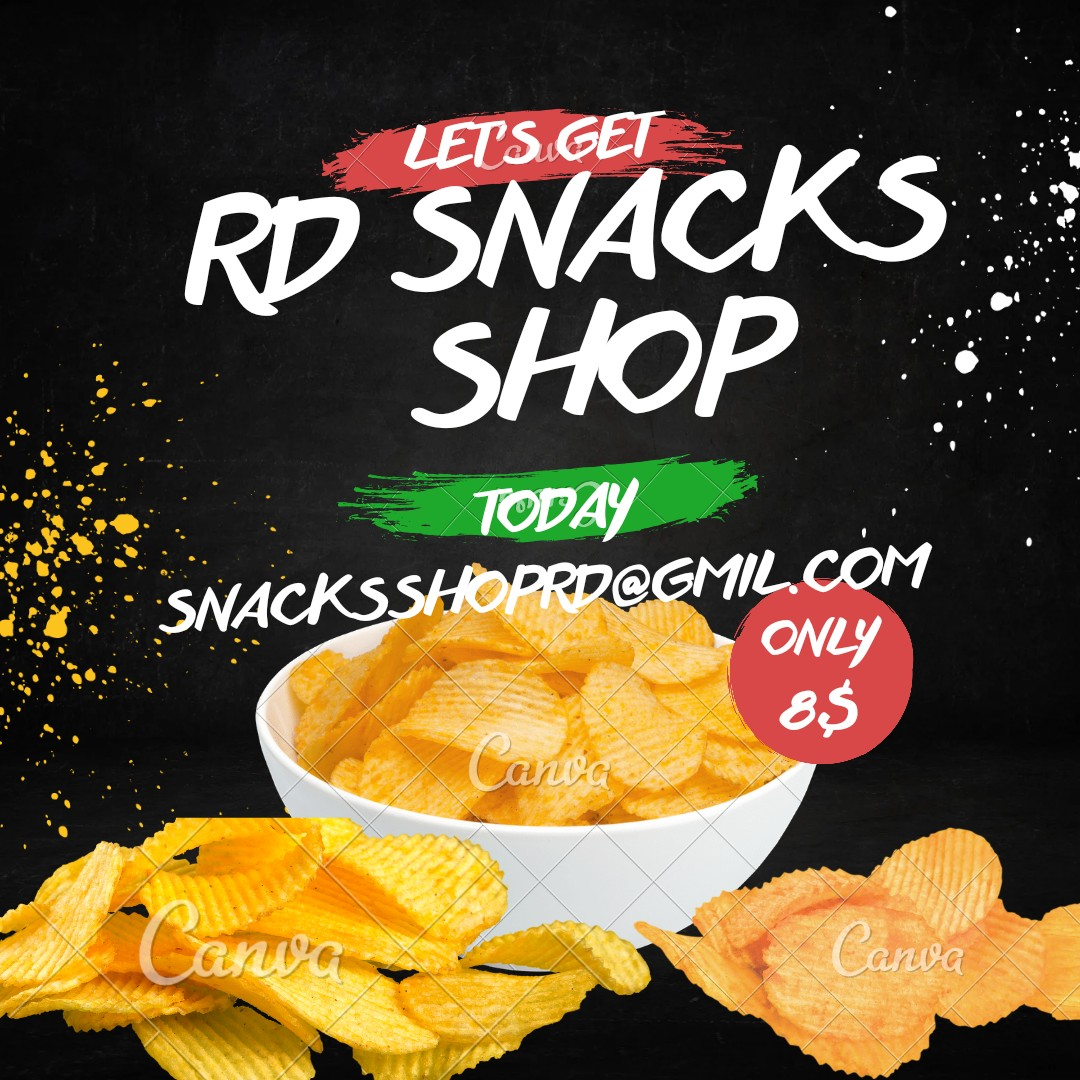 LET'S GET
RD SNACKS
SHOP
TODAY
SNACKSSHOPRD@GMIL.COM
ONLY
8$
Canva
Canva
Canva
Canva